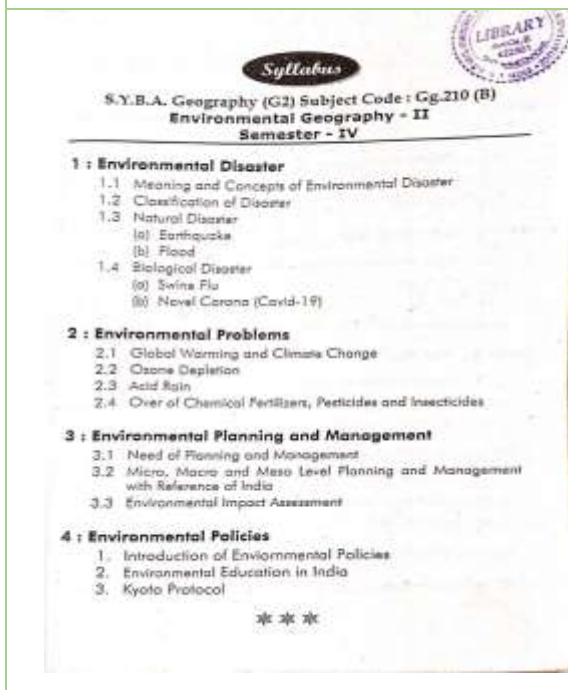 LIBRARY
Syllabus
S.Y.B.A. Geography (G2) Subject Code : Gg.210 (B)
Environmental Geography - II
Semester - IV
1 : Environmental Disaster
1.1 Meaning and Concepts of Environmental Disaster
1.2 Classification of Disaster
1.3 Natural Disaster
(a) Earthquake
(b) Flood
1.4 Biological Disaster
(a) Swine Flu
(b) Novel Corona (Covid-19)
2 : Environmental Problems
2.1 Global Warming and Climate Change
2.2 Ozone Depletion
2.3 Acid Rain
2.4 Over of Chemical Fertilizers, Pesticides and Insecticides
3 : Environmental Planning and Management
3.1 Need of Planning and Management
3.2 Micro, Macro and Meso Level Planning and Management
with Reference of India
3.3 Environmental Impact Assessment
4 : Environmental Policies
1. Introduction of Enviornmental Policies
2. Environmental Education in India
3. Kyoto Protocol